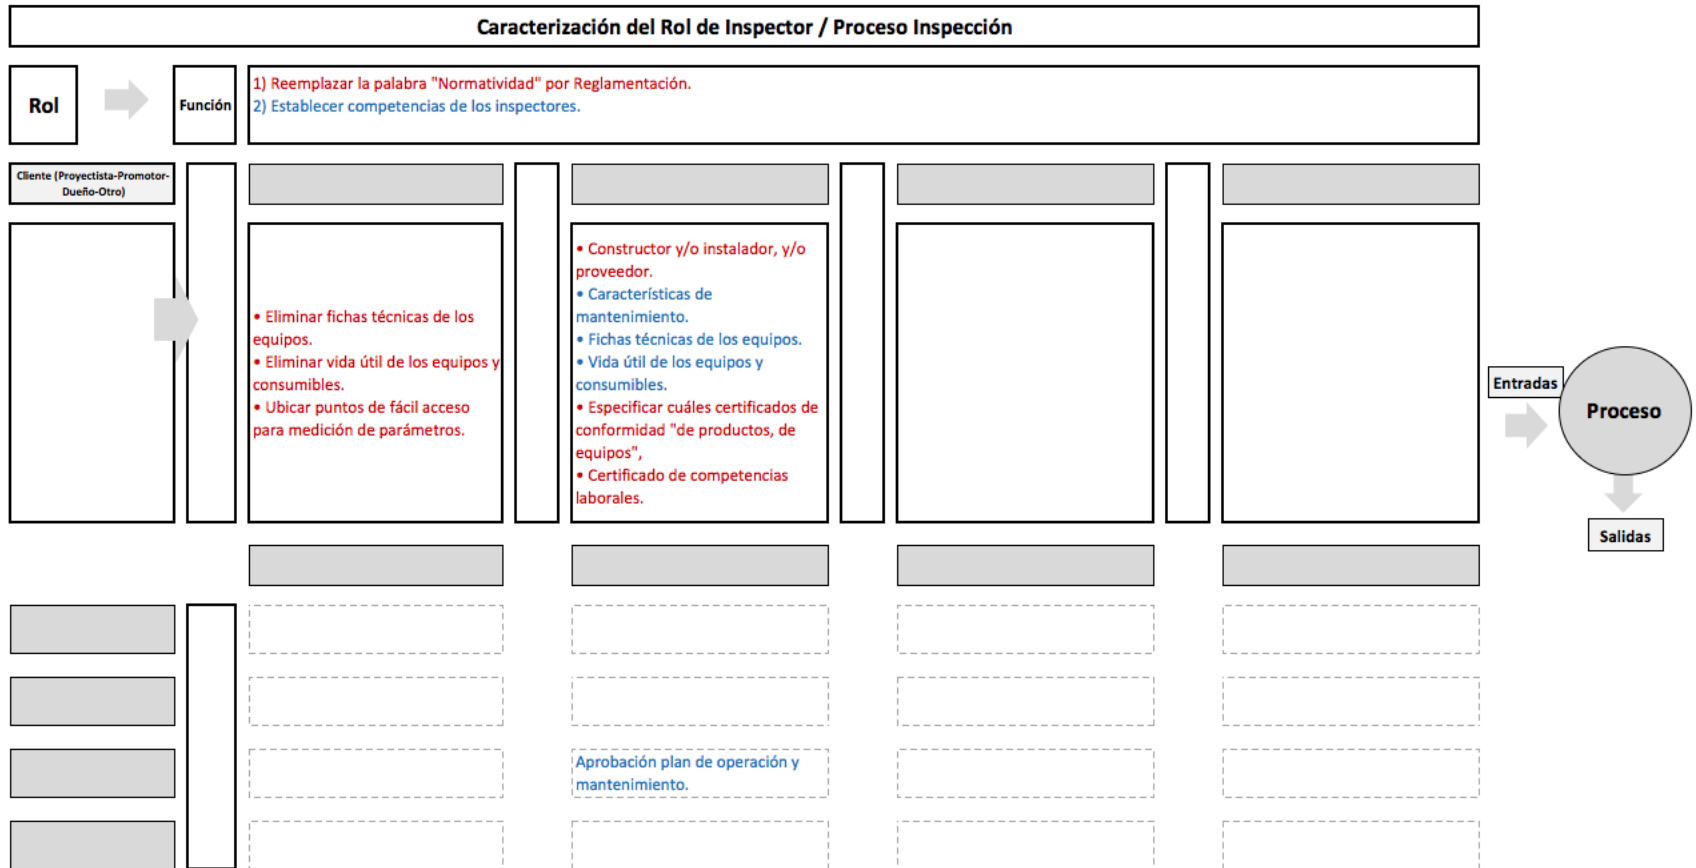 Caracterización del Rol de Inspector / Proceso Inspección
Rol
Función
1) Reemplazar la palabra "Normatividad" por Reglamentación.
2) Establecer competencias de los inspectores.
Cliente (Proyectista-Promotor-
Dueño-Otro)
• Eliminar fichas técnicas de los
equipos.
• Eliminar vida útil de los equipos y
consumibles.
• Ubicar puntos de fácil acceso
para medición de parámetros.
• Constructor y/o instalador, y/o
proveedor.
• Características de
mantenimiento.
• Fichas técnicas de los equipos.
• Vida útil de los equipos y
consumibles.
• Especificar cuáles certificados de
conformidad "de productos, de
equipos",
• Certificado de competencias
laborales.
Entradas
Proceso
Salidas
Aprobación plan de operación y
mantenimiento.